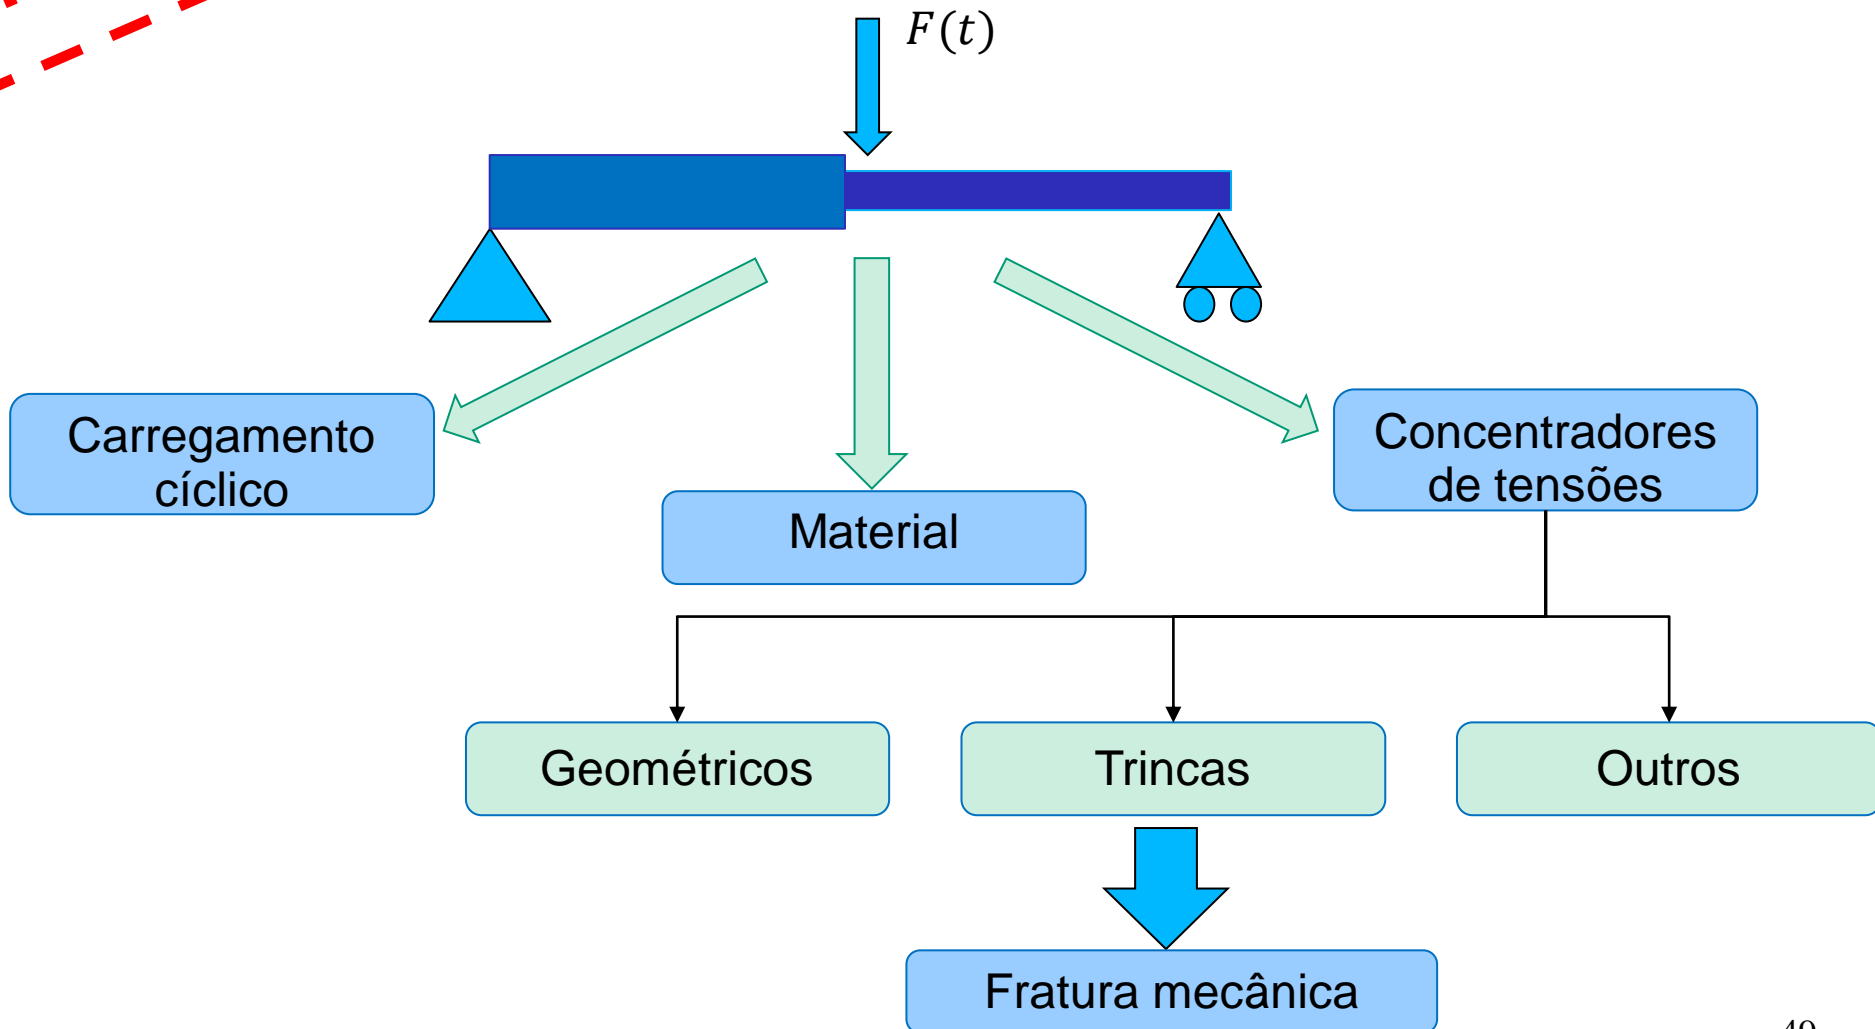 F(t)
Carregamento
cíclico
Concentradores
de tensões
Material
Geométricos
Trincas
Outros
Fratura mecânica